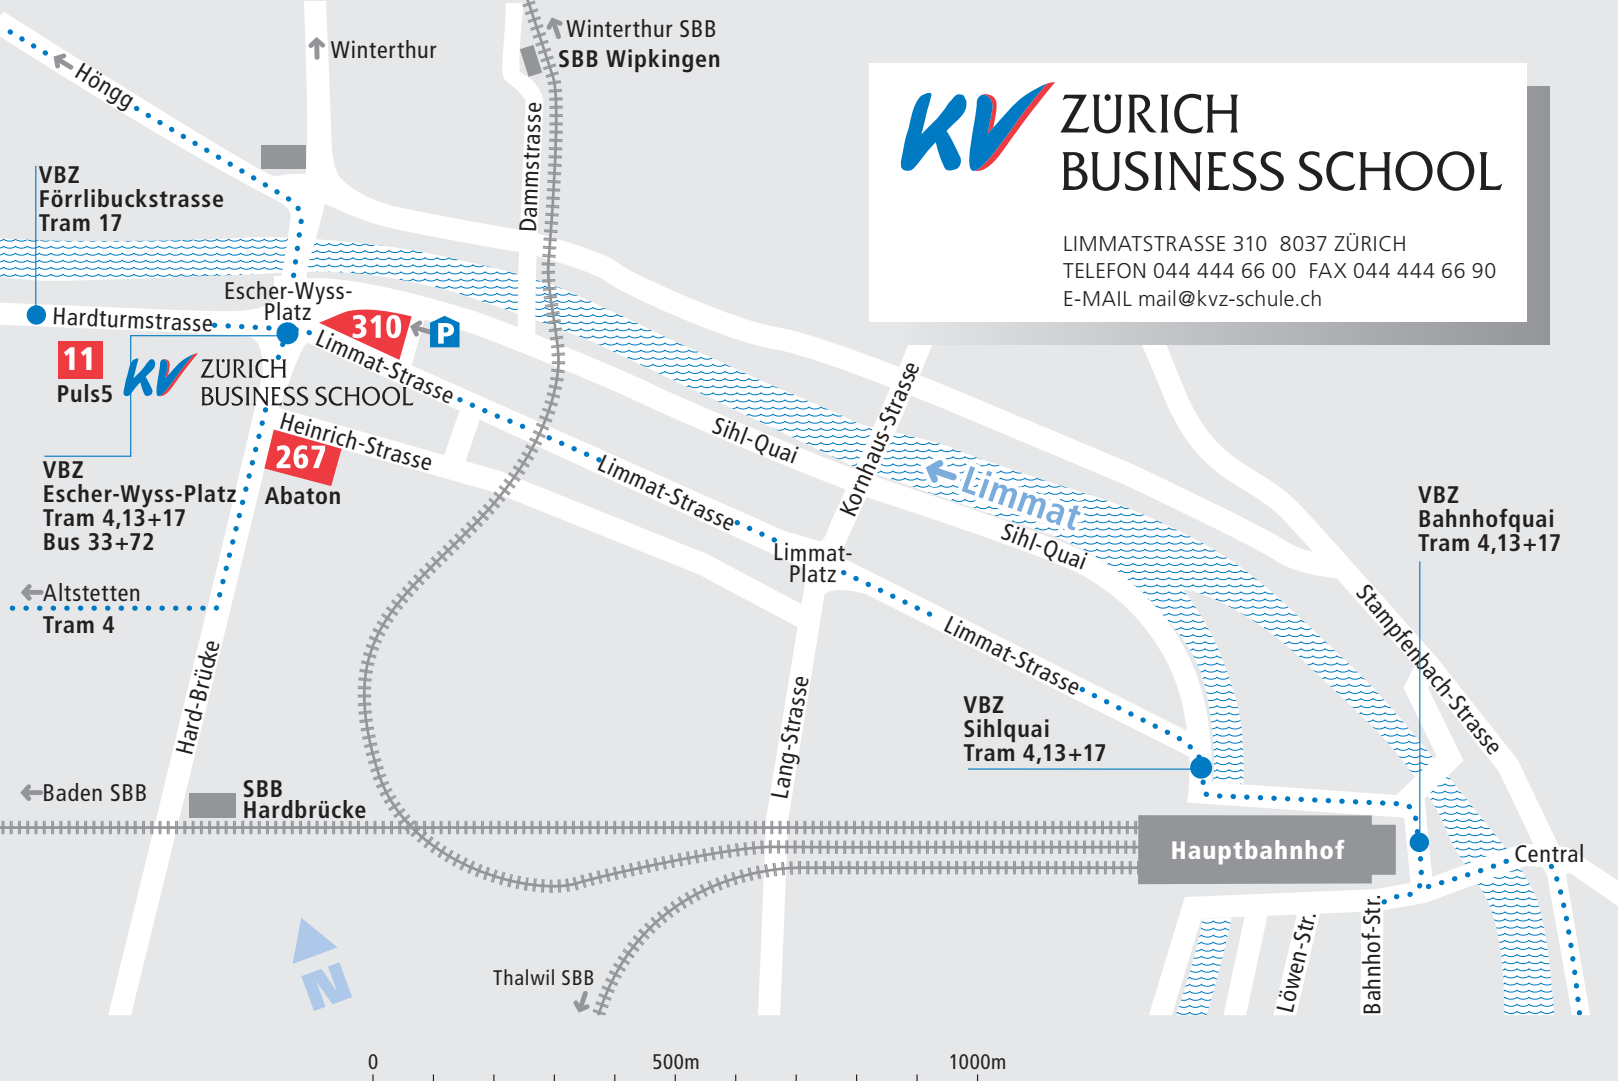 Winterthur SBB
SBB Wipkingen
Winterthur
Höngg
Dammstrasse
KV ZÜRICH
BUSINESS SCHOOL
LIMMATSTRASSE 310 8037 ZÜRICH
TELEFON 044 444 66 00 FAX 044 444 66 90
E-MAIL mail@kvz-schule.ch
VBZ
Förrlibuckstrasse
Tram 17
Escher-Wyss-
Platz
Hardturmstrasse
310
P
Limmat-Strasse
11
Puls5
KV ZÜRICH
BUSINESS SCHOOL
Heinrich-Strasse
267
Abaton
VBZ
Escher-Wyss-Platz
Tram 4,13+17
Bus 33+72
Altstetten
Tram 4
Sihl-Quai
Kornhaus-Strasse
Limmat
Limmat-Strasse
Sihl-Quai
Limmat-
Platz
VBZ
Bahnhofquai
Tram 4,13+17
Stampfenbach-Strasse
Limmat-Strasse
Hard-Brücke
Lang-Strasse
VBZ
Sihlquai
Tram 4,13+17
Baden SBB
SBB
Hardbrücke
Hauptbahnhof
Central
Thalwil SBB
Löwen-Str.
Bahnhof-Str.
N
0 500m 1000m